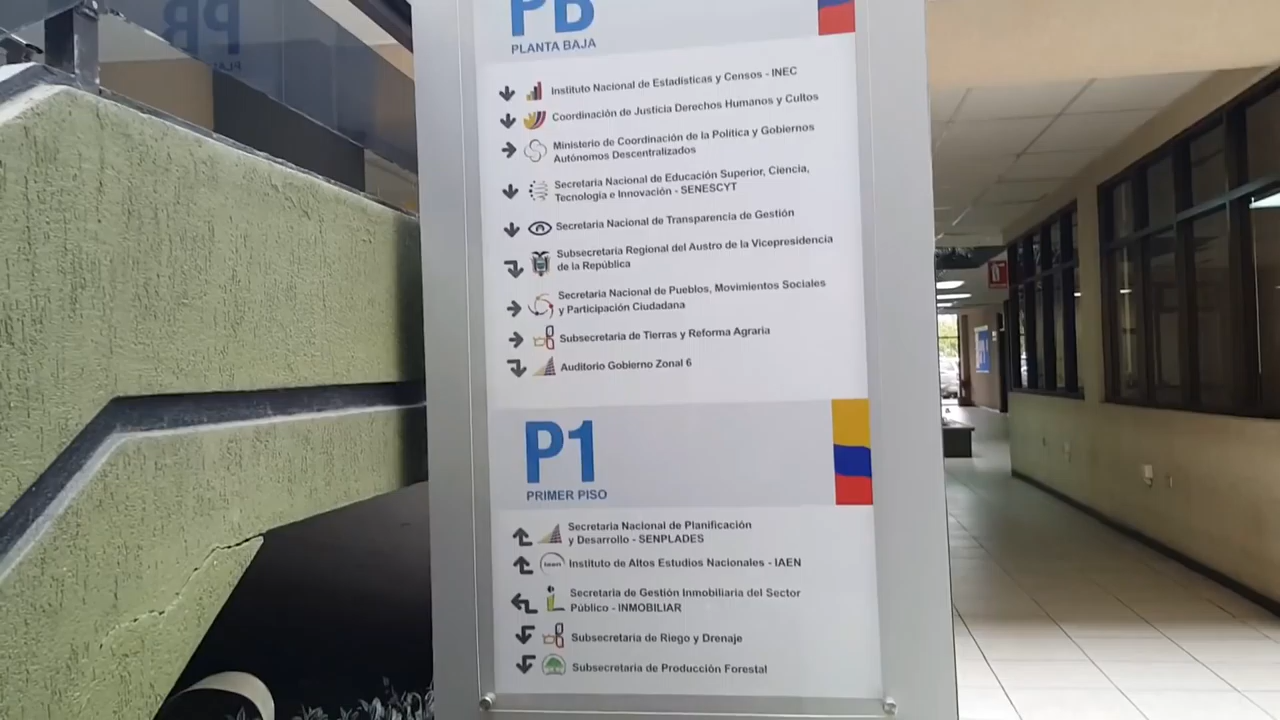 PB
PLANTA BAJA
Instituto Nacional de Estadísticas y Censos - INEC
Coordinación de Justicia Derechos Humanos y Cultos
Ministerio de Coordinación de la Política y Gobiernos
Autónomos Descentralizados
Secretaria Nacional de Educación Superior, Ciencia,
Tecnología e Innovación - SENESCYT
Secretaria Nacional de Transparencia de Gestión
Subsecretaria Regional del Austro de la Vicepresidencia
de la República
Secretaria Nacional de Pueblos, Movimientos Sociales
y Participación Ciudadana
Subsecretaria de Tierras y Reforma Agraria
Auditorio Gobierno Zonal 6
P1
PRIMER PISO
Secretaria Nacional de Planificación
y Desarrollo - SENPLADES
Instituto de Altos Estudios Nacionales - IAEN
Secretaria de Gestión Inmobiliaria del Sector
Público - INMOBILIAR
Subsecretaria de Riego y Drenaje
Subsecretaria de Producción Forestal